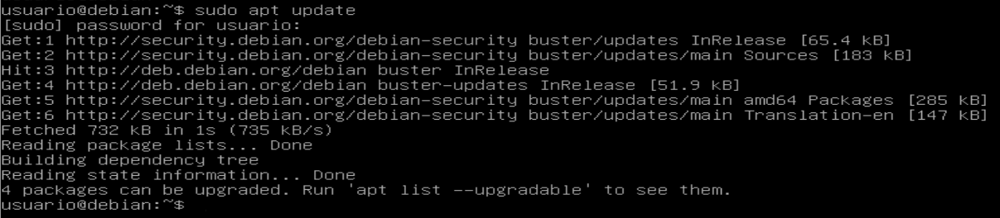 usuario@debian:~$ sudo apt update
[sudo] password for usuario:
Get:1 http://security.debian.org/debian-security buster/updates InRelease [65.4 kB]
Get:2 http://security.debian.org/debian-security buster/updates/main Sources [183 kB]
Hit:3 http://deb.debian.org/debian buster InRelease
Get:4 http://deb.debian.org/debian buster-updates InRelease [51.9 kB]
Get:5 http://security.debian.org/debian-security buster/updates/main amd64 Packages [285 kB]
Get:6 http://security.debian.org/debian-security buster/updates/main Translation-en [147 kB]
Fetched 732 kB in 1s (735 kB/s)
Reading package lists... Done
Building dependency tree
Reading state information... Done
4 packages can be upgraded. Run 'apt list --upgradable' to see them.
usuario@debian:~$